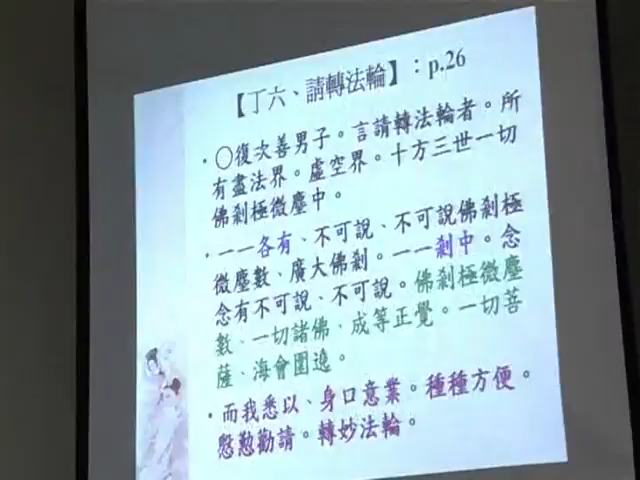 【丁六、請轉法輪】：p.26
・○復次善男子。言請轉法輪者。所
有盡法界。虛空界。十方三世一切
佛剎極微塵中。
・一一各有、不可說、不可說佛剎極
微塵數、廣大佛剎。一一剎中。念
念有不可說、不可說。佛剎極微塵
數、一切諸佛、成等正覺。一切菩
薩、海會圍遶。
・而我悉以、身口意業。種種方便。
慇懃勸請。轉妙法輪。